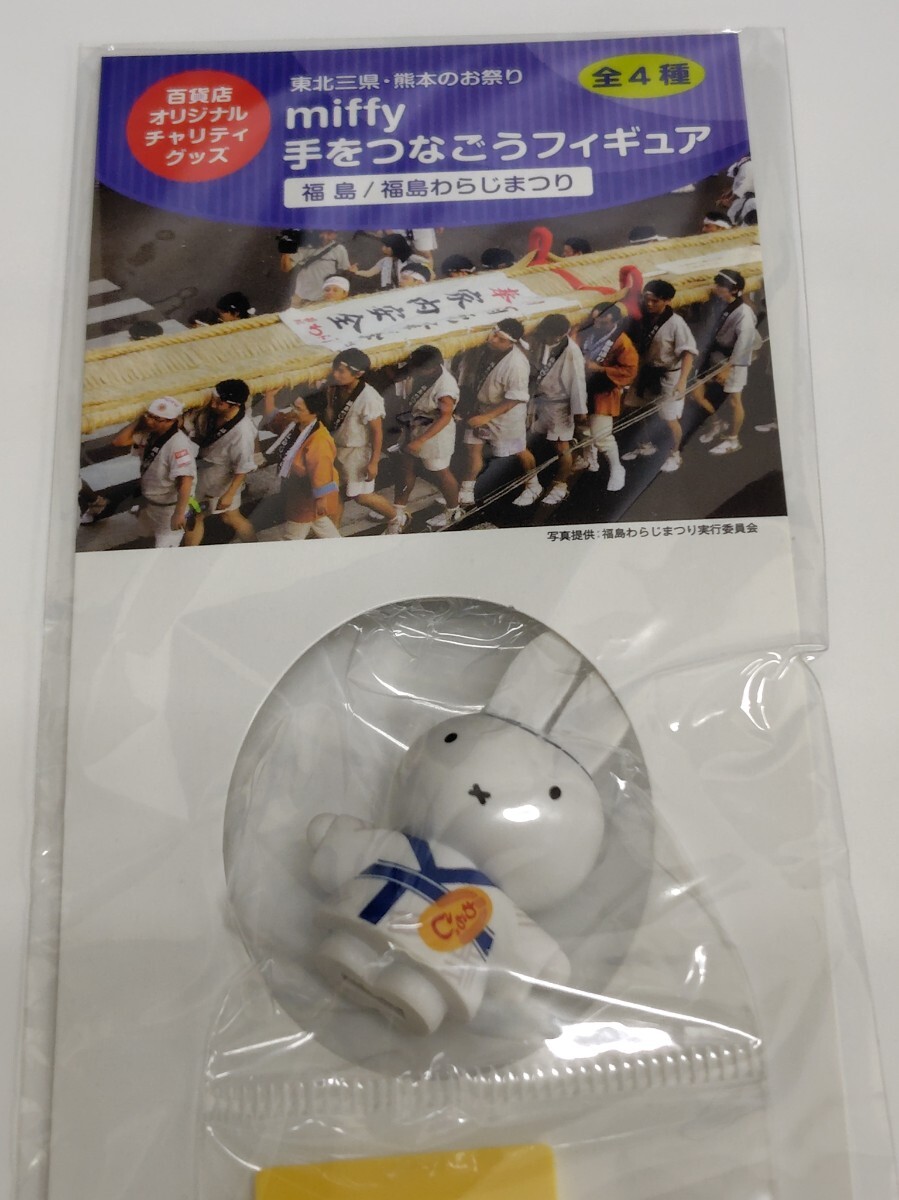 百貨店
オリジナル
チャリティ
グッズ
東北三県・熊本のお祭り
全4種
miffy
手をつなごうフィギュア
福島/福島わらじまつり
家内安全
写真提供:福島わらじまつり実行委員会
わらじ